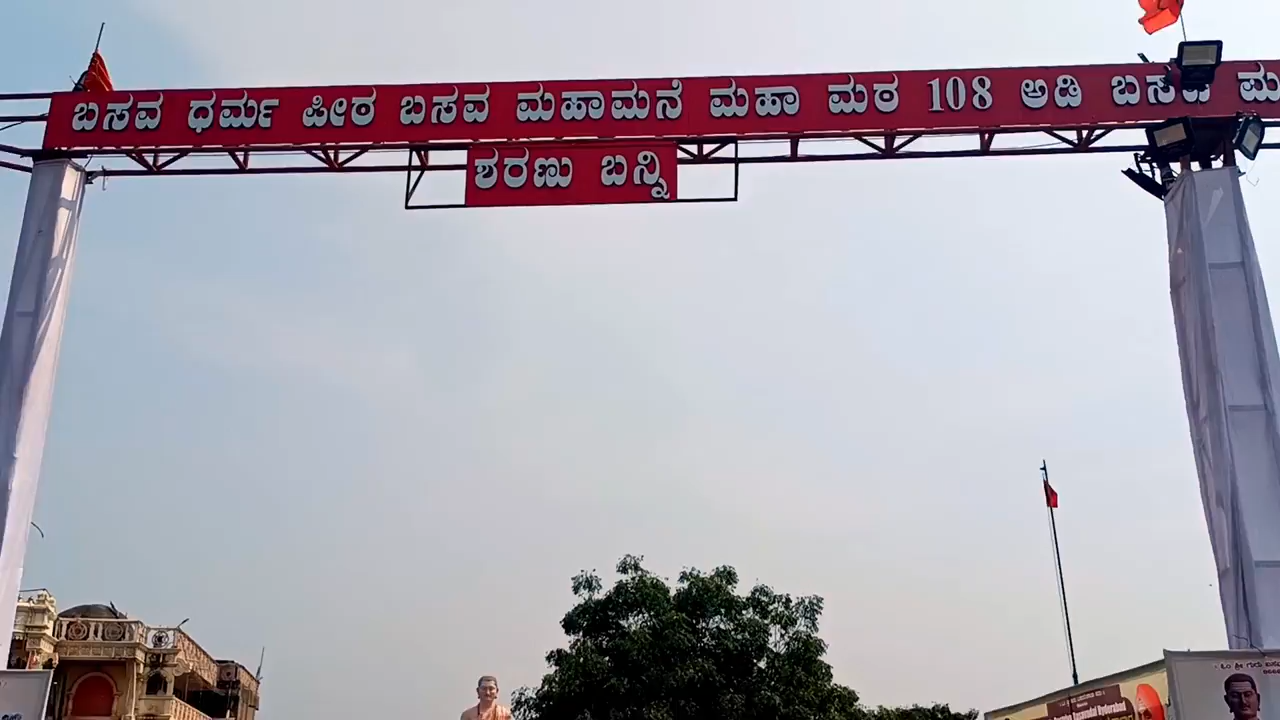 ಬಸವ ಧರ್ಮ ಪೀಠ ಬಸವ ಮಹಾಮನೆ ಮಹಾ ಮಠ 108 ಅಡಿ ಬಸವ
ಶರಣು ಬನ್ನಿ
ಓಂ ಶ್ರೀ ಗುರು